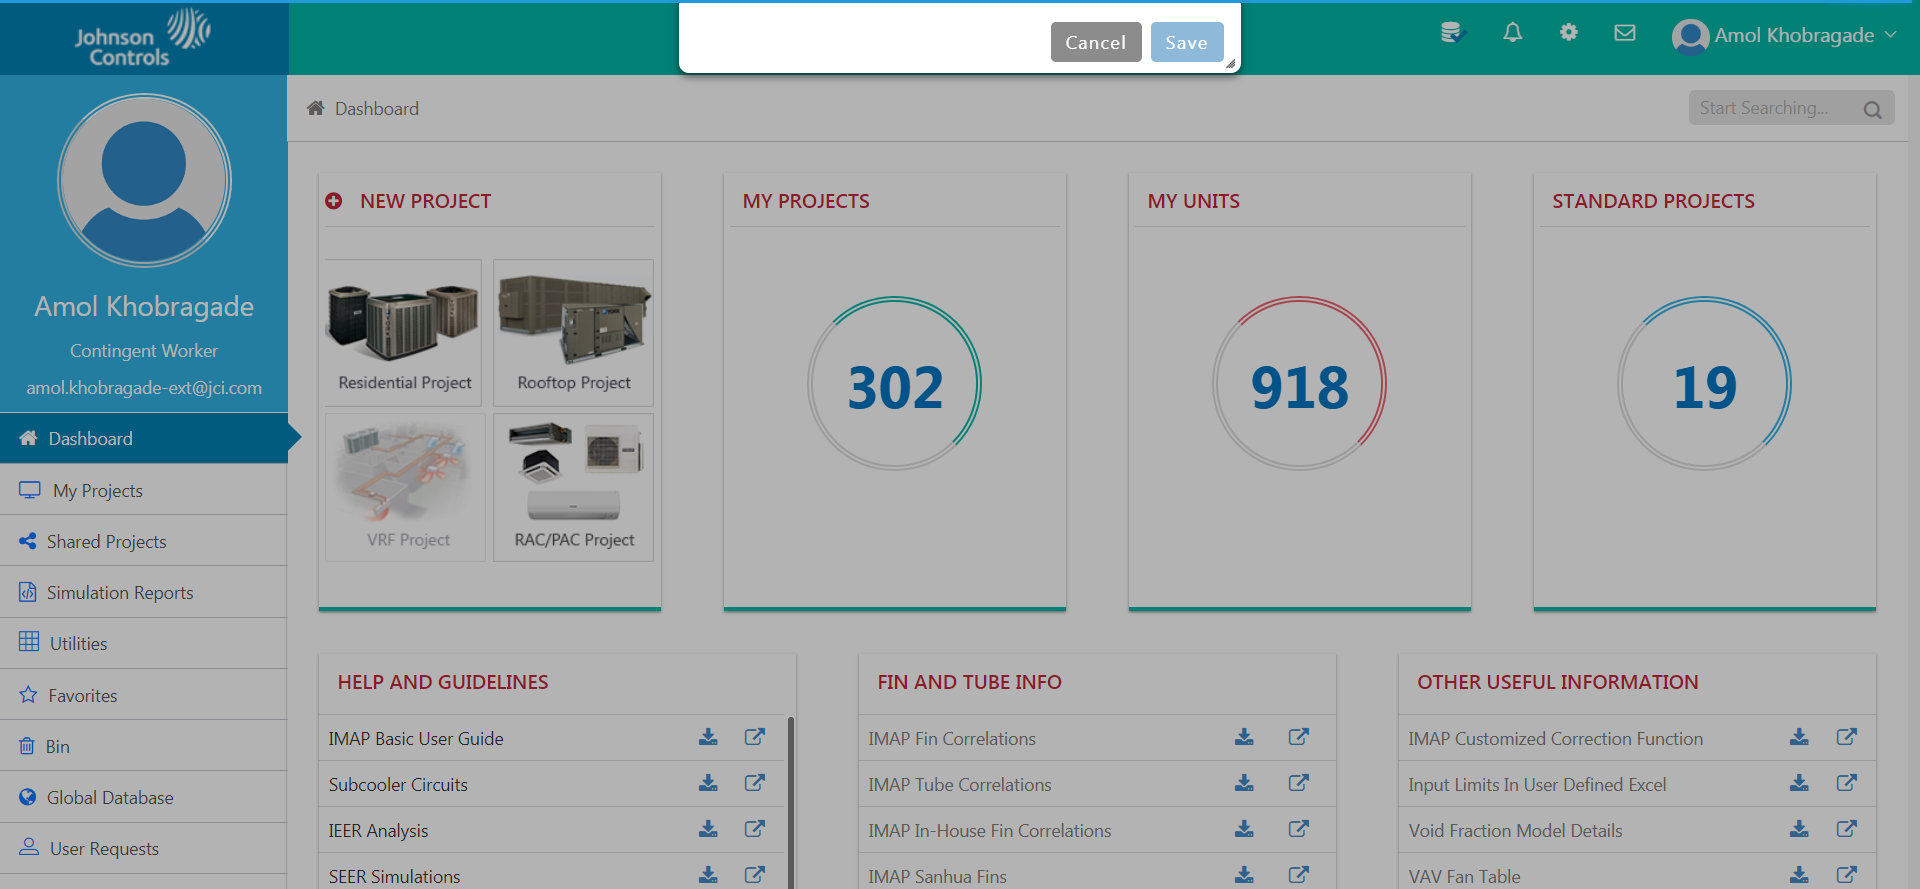 Johnson
Controls
Cancel
Save
Amol Khobragade
Dashboard
Start Searching...
Amol Khobragade
Contingent Worker
amol.khobragade-ext@jci.com
Dashboard
My Projects
Shared Projects
Simulation Reports
Utilities
Favorites
Bin
Global Database
User Requests
NEW PROJECT
Residential Project
Rooftop Project
VRF Project
RAC/PAC Project
MY PROJECTS
302
MY UNITS
918
STANDARD PROJECTS
19
HELP AND GUIDELINES
IMAP Basic User Guide
Subcooler Circuits
IEER Analysis
SEER Simulations
FIN AND TUBE INFO
IMAP Fin Correlations
IMAP Tube Correlations
IMAP In-House Fin Correlations
IMAP Sanhua Fins
OTHER USEFUL INFORMATION
IMAP Customized Correction Function
Input Limits In User Defined Excel
Void Fraction Model Details
VAV Fan Table